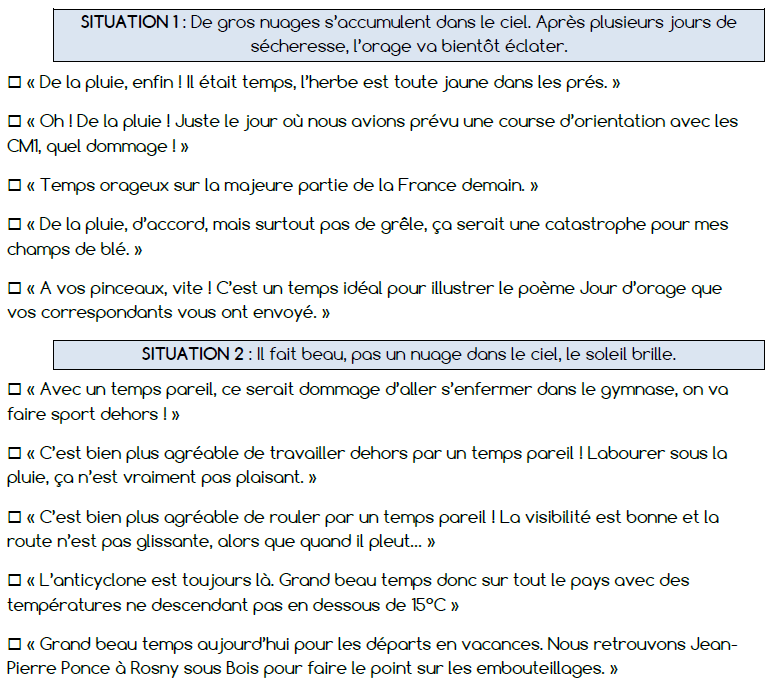 SITUATION 1 : De gros nuages s'accumulent dans le ciel. Après plusieurs jours de
sécheresse, l'orage va bientôt éclater.
□ « De la pluie, enfin ! Il était temps, l'herbe est toute jaune dans les prés. »
□ « Oh ! De la pluie ! Juste le jour où nous avions prévu une course d'orientation avec les
CM1, quel dommage ! »
□ « Temps orageux sur la majeure partie de la France demain. »
□ « De la pluie, d'accord, mais surtout pas de grêle, ça serait une catastrophe pour mes
champs de blé. »
□ « A vos pinceaux, vite ! C'est un temps idéal pour illustrer le poème Jour d'orage que
vos correspondants vous ont envoyé. »
SITUATION 2 : Il fait beau, pas un nuage dans le ciel, le soleil brille.
□ « Avec un temps pareil, ce serait dommage d'aller s'enfermer dans le gymnase, on va
faire sport dehors ! »
□ « C'est bien plus agréable de travailler dehors par un temps pareil ! Labourer sous la
pluie, ça n'est vraiment pas plaisant. »
□ « C'est bien plus agréable de rouler par un temps pareil ! La visibilité est bonne et la
route n'est pas glissante, alors que quand il pleut... »
□ « L'anticyclone est toujours là. Grand beau temps donc sur tout le pays avec des
températures ne descendant pas en dessous de 15°C »
□ « Grand beau temps aujourd'hui pour les départs en vacances. Nous retrouvons Jean-
Pierre Ponce à Rosny sous Bois pour faire le point sur les embouteillages. »